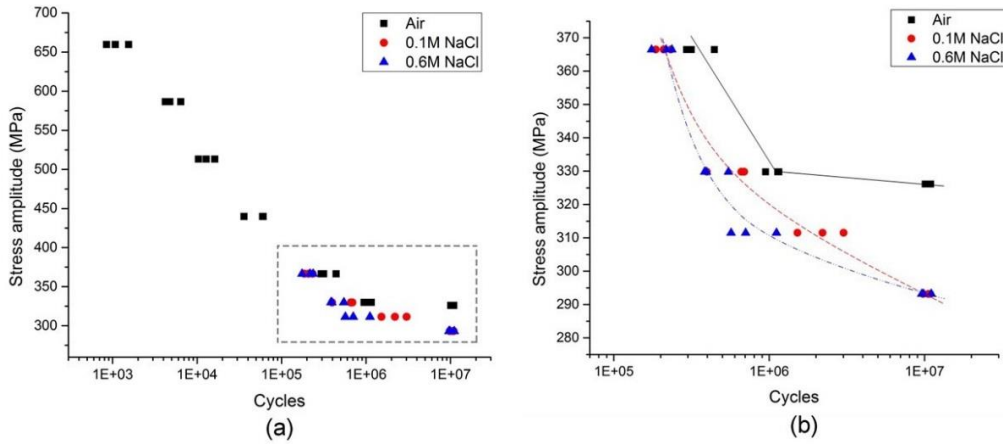 Air
0.1M NaCl
0.6M NaCl
Stress amplitude (MPa)
700
650
600
550
500
450
400
350
300
1E+03
1E+04
1E+05
1E+06
1E+07
Cycles
(a)
Air
0.1M NaCl
0.6M NaCl
Stress amplitude (MPa)
370
360
350
340
330
320
310
300
290
280
1E+05
1E+06
1E+07
Cycles
(b)